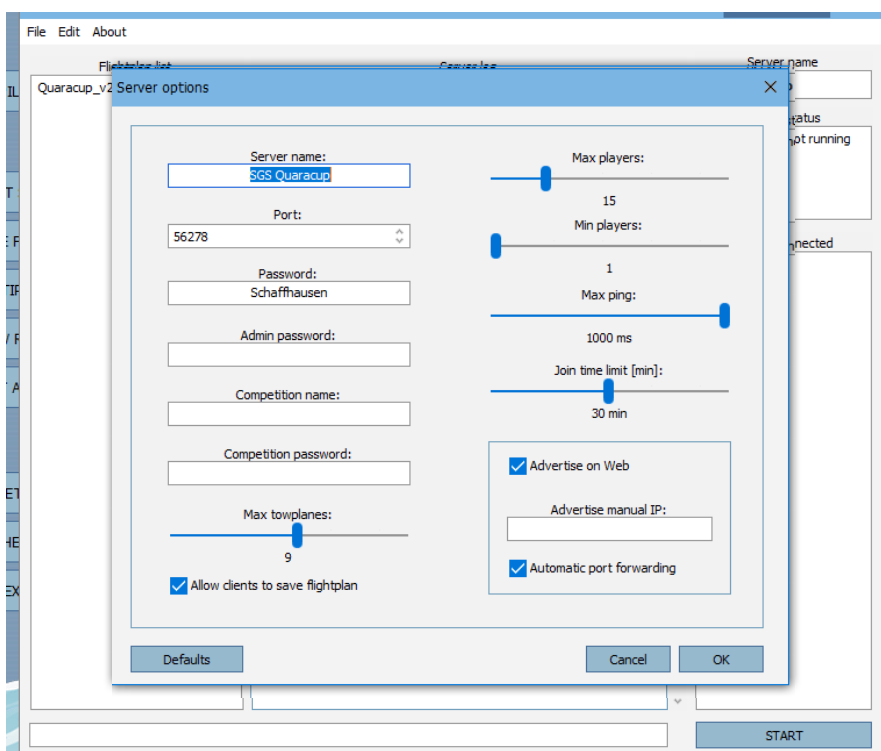 File Edit About
Server name
Quaracup_v2
Server options
Server name:
SGS Quaracup
Port:
56278
Password:
Schaffhausen
Admin password:
Competition name:
Competition password:
Max towplanes:
9
Allow clients to save flightplan
Max players:
15
Min players:
1
Max ping:
1000 ms
Join time limit [min]:
30 min
Advertise on Web
Advertise manual IP:
Automatic port forwarding
Defaults
Cancel
OK
running
START